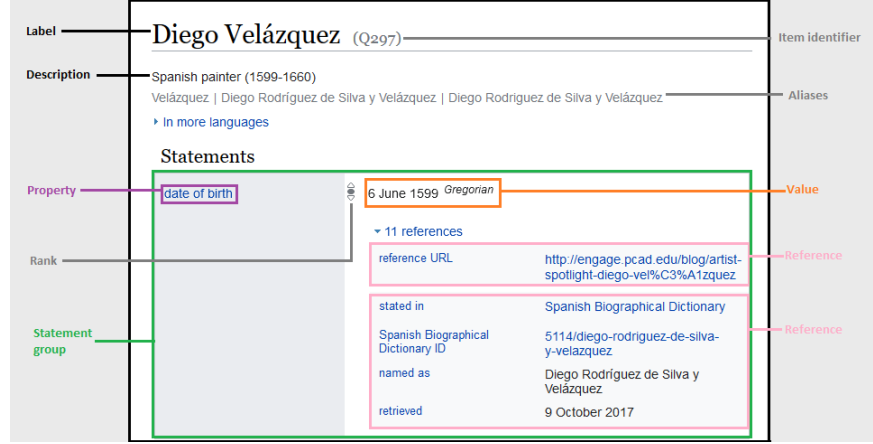 Label
Diego Velázquez (Q297)
Item identifier
Description
Spanish painter (1599-1660)
Velázquez | Diego Rodríguez de Silva y Velázquez | Diego Rodriguez de Silva y Velázquez
Aliases
In more languages
Statements
Property
date of birth
6 June 1599 Gregorian
Value
11 references
Rank
reference URL
http://engage.pcad.edu/blog/artist-
spotlight-diego-vel%C3%A1zquez
Reference
stated in
Spanish Biographical Dictionary
Statement
group
Spanish Biographical
Dictionary ID
5114/diego-rodriguez-de-silva-
y-velazquez
Reference
named as
Diego Rodríguez de Silva y
Velázquez
retrieved
9 October 2017